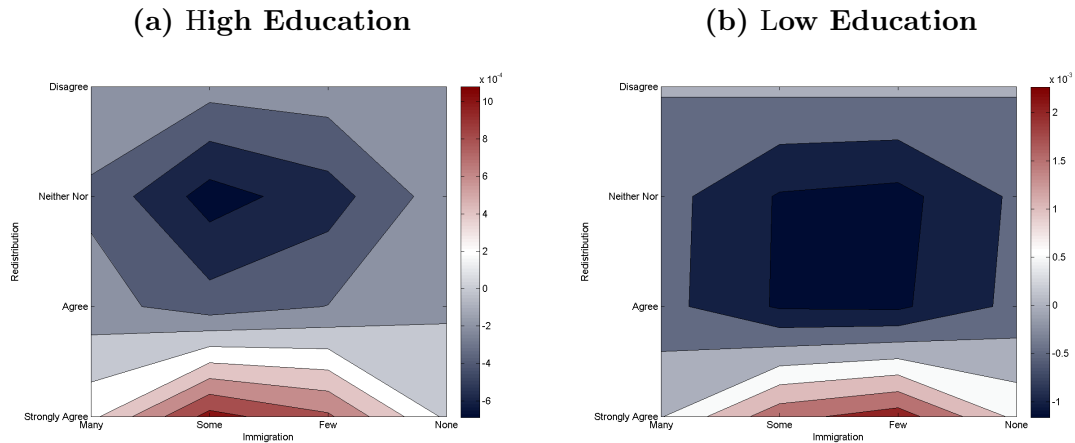 (a) High Education
x 10⁻⁴
Disagree
Neither Nor
Agree
Strongly Agree
Redistribution
Many
Some
Few
None
Immigration
10
8
6
4
2
0
-2
-4
-6
(b) Low Education
x 10⁻³
Disagree
Neither Nor
Agree
Strongly Agree
Redistribution
Many
Some
Few
None
Immigration
2
1.5
1
0.5
0
-0.5
-1